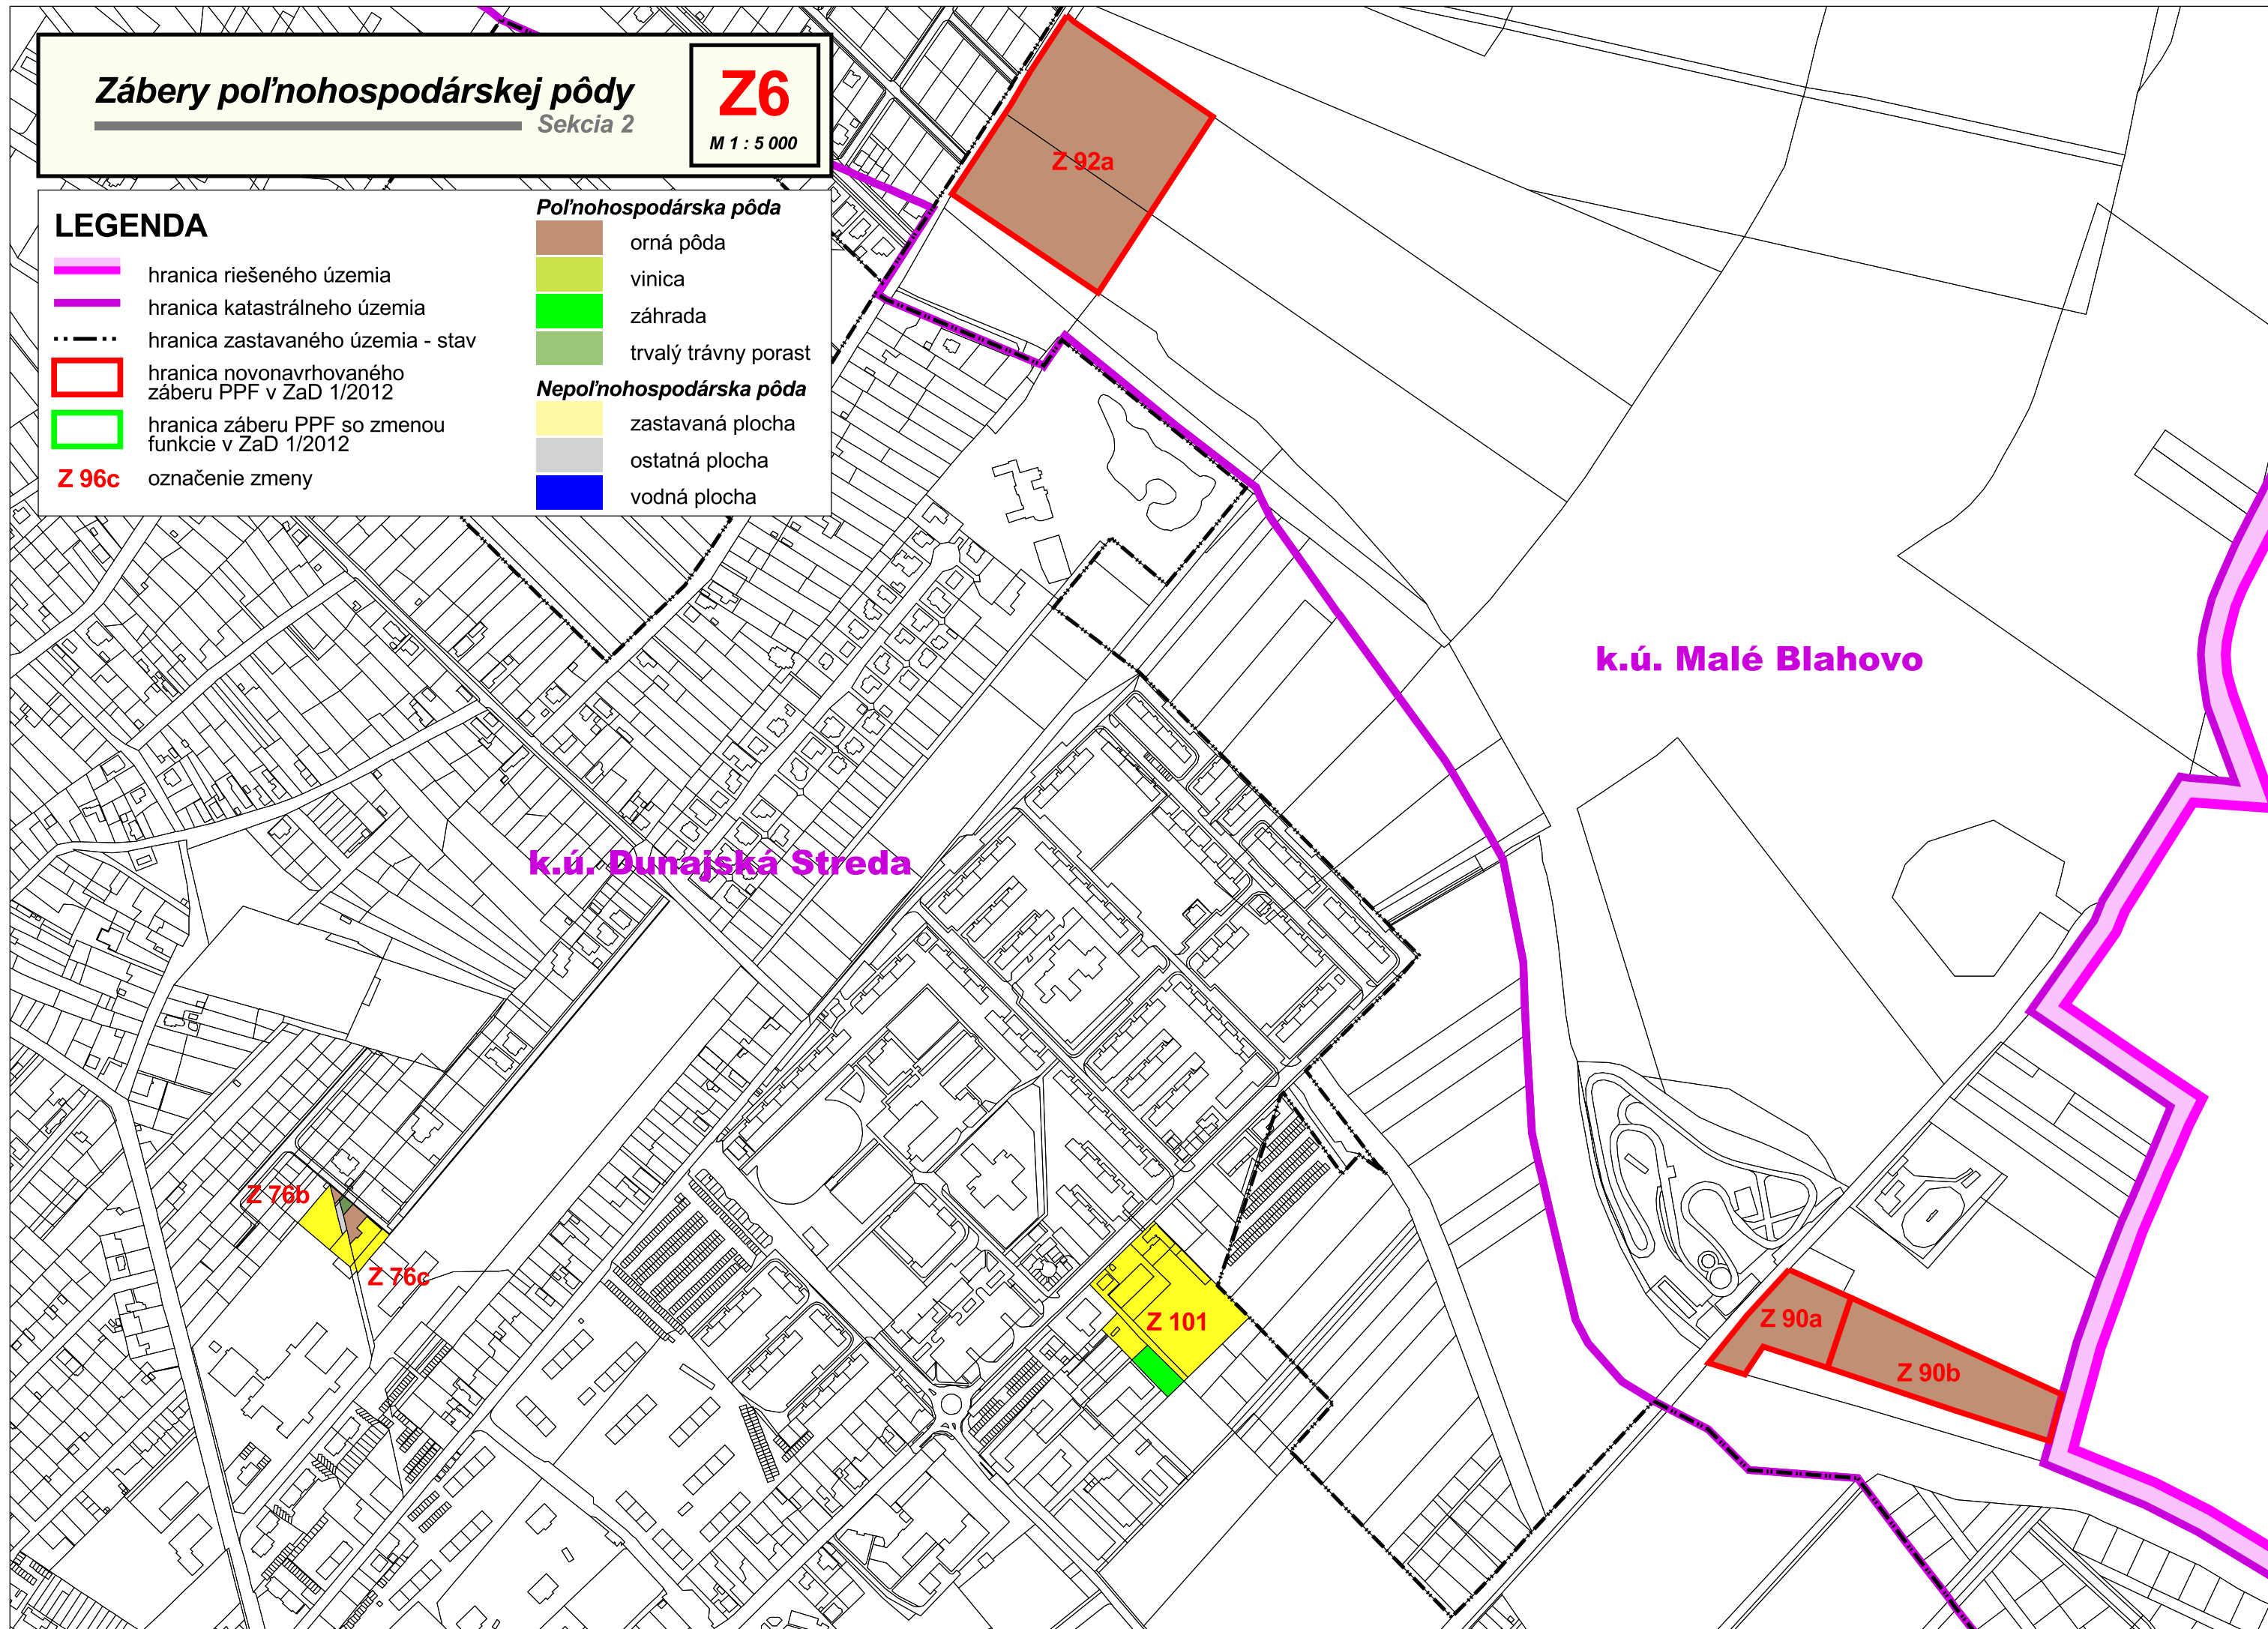 Zábery poľnohospodárskej pôdy
Sekcia 2
Z6
M 1 : 5 000
LEGENDA
hranica riešeného územia
hranica katastrálneho územia
hranica zastavaného územia - stav
hranica novonavrhovaného
záberu PPF v ZaD 1/2012
hranica záberu PPF so zmenou
funkcie v ZaD 1/2012
Z 96c označenie zmeny
Poľnohospodárska pôda
orná pôda
vinica
záhrada
trvalý trávny porast
Nepoľnohospodárska pôda
zastavaná plocha
ostatná plocha
vodná plocha
Z 92a
k.ú. Malé Blahovo
k.ú. Dunajská Streda
Z 76b
Z 76c
Z 101
Z 90a
Z 90b